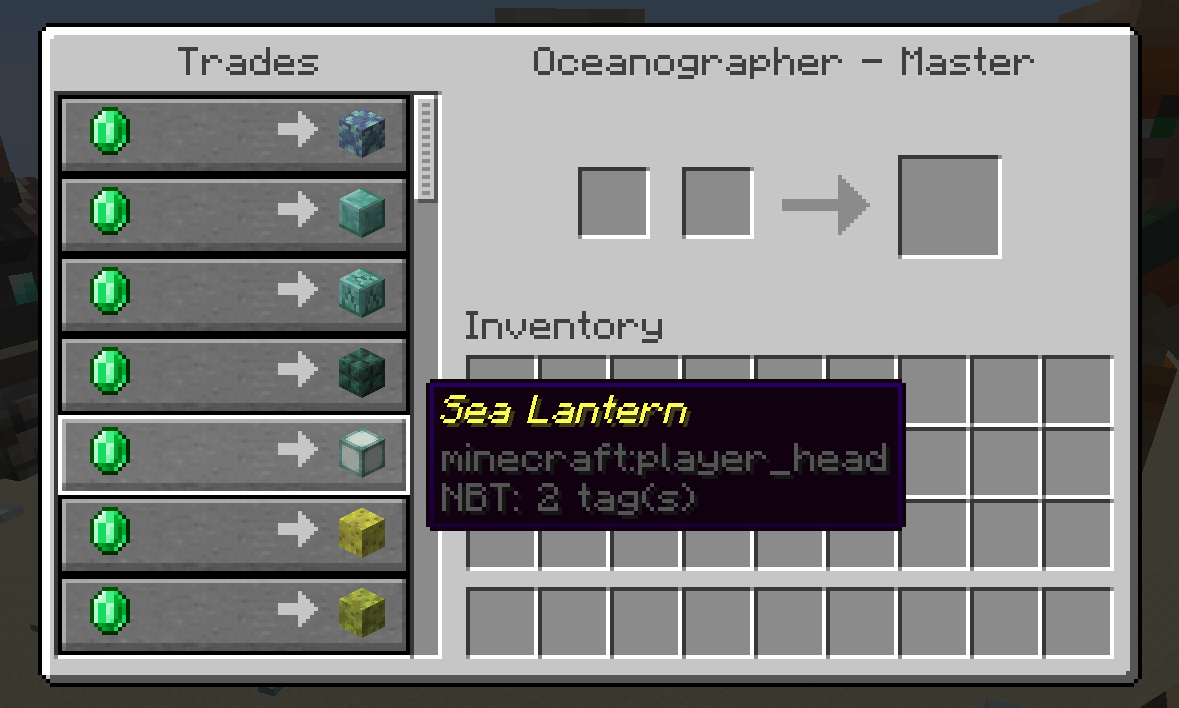 Trades
Oceanographer - Master
Inventory
Sea Lantern
minecraft:player_head
NBT: 2 tag(s)